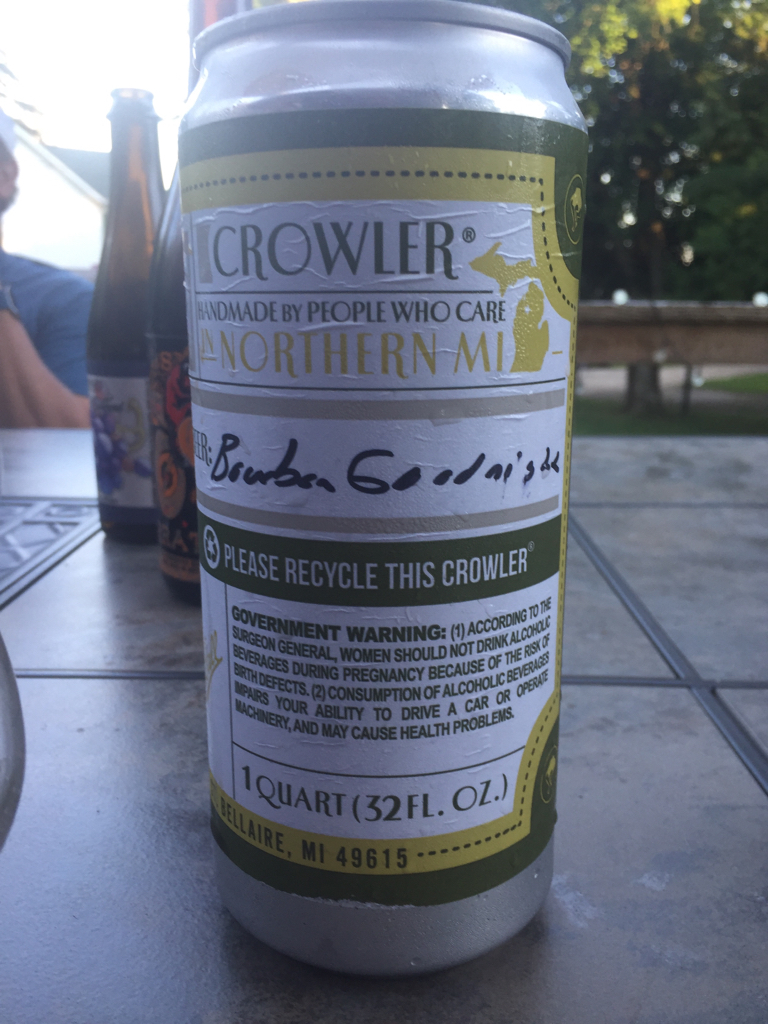 CROWLER®
HANDMADE BY PEOPLE WHO CARE
IN NORTHERN MI
EER: Bourbon Goodnight
PLEASE RECYCLE THIS CROWLER®
GOVERNMENT WARNING: (1) ACCORDING TO THE
SURGEON GENERAL, WOMEN SHOULD NOT DRINK ALCOHOLIC
BEVERAGES DURING PREGNANCY BECAUSE OF THE RISK OF
BIRTH DEFECTS. (2) CONSUMPTION OF ALCOHOLIC BEVERAGES
IMPAIRS YOUR ABILITY TO DRIVE A CAR OR OPERATE
MACHINERY, AND MAY CAUSE HEALTH PROBLEMS.
1 QUART (32 FL. OZ.)
BELLAIRE, MI 49615